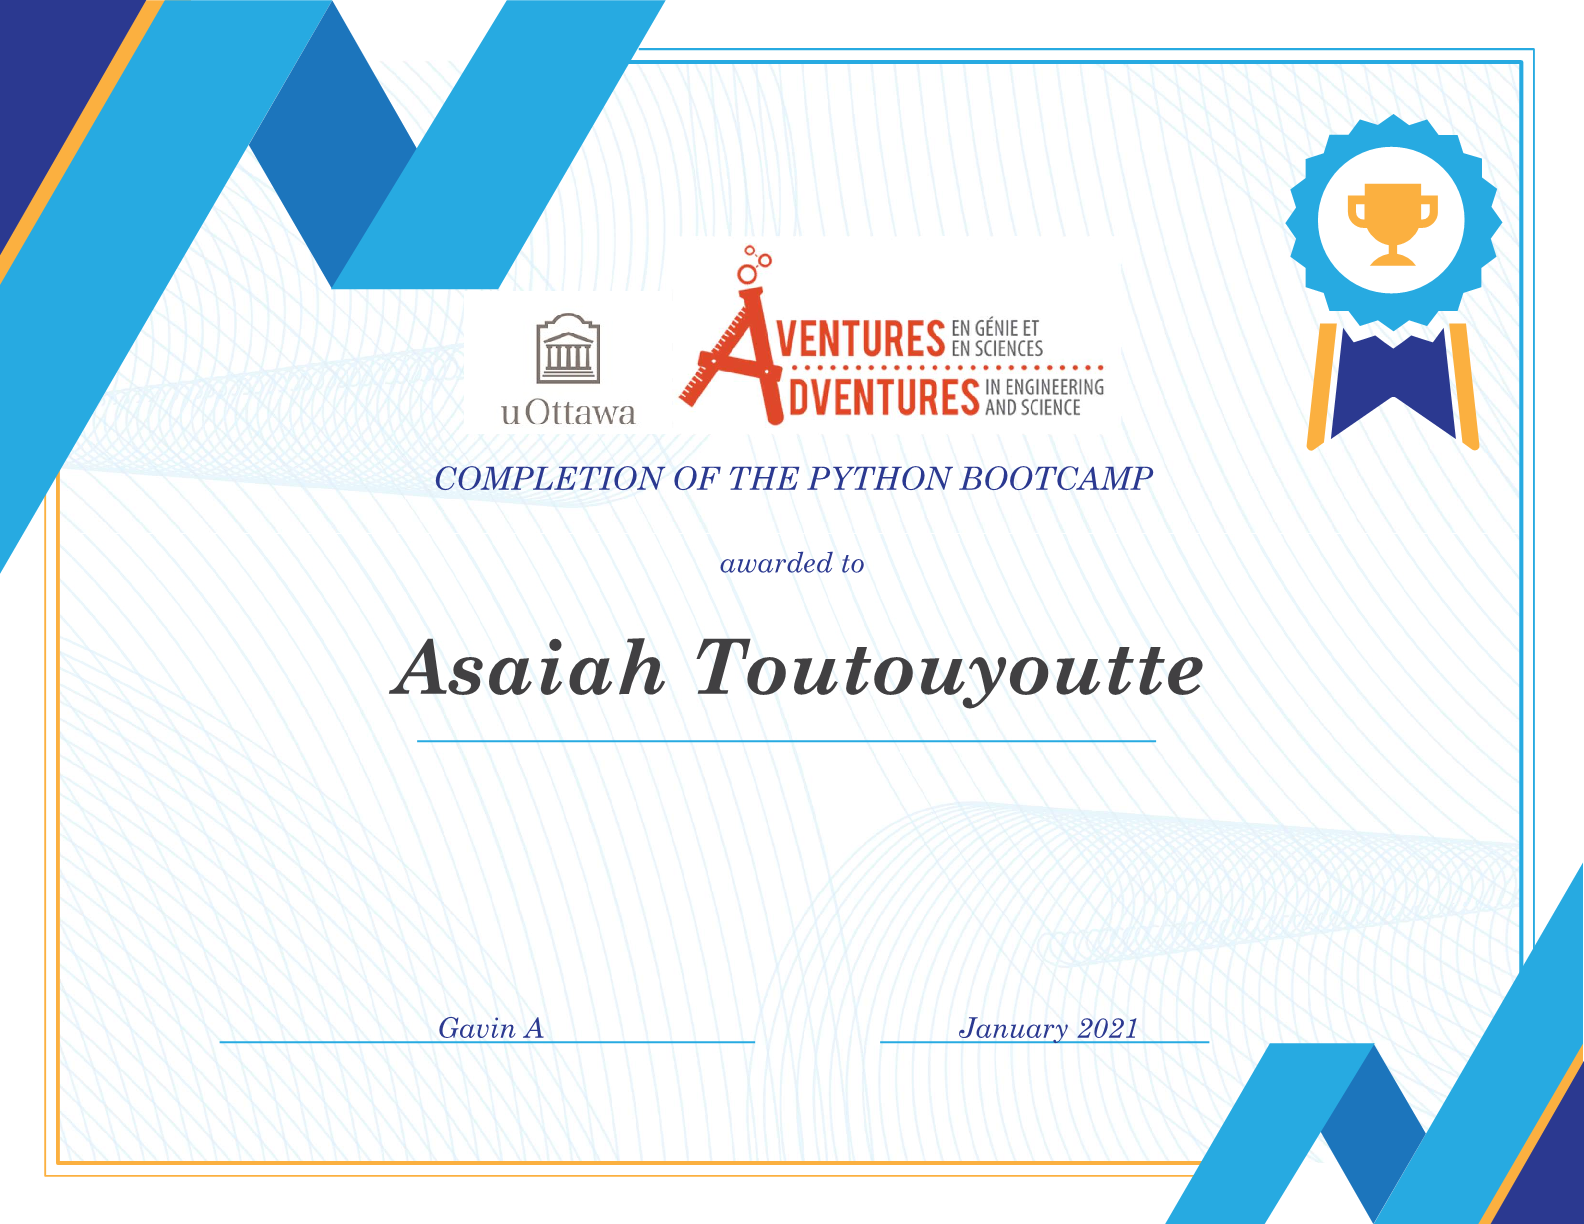 uOttawa
AVENTURES EN GÉNIE ET EN SCIENCES
ADVENTURES IN ENGINEERING AND SCIENCE
COMPLETION OF THE PYTHON BOOTCAMP
awarded to
Asaiah Toutouyoutte
Gavin A
January 2021